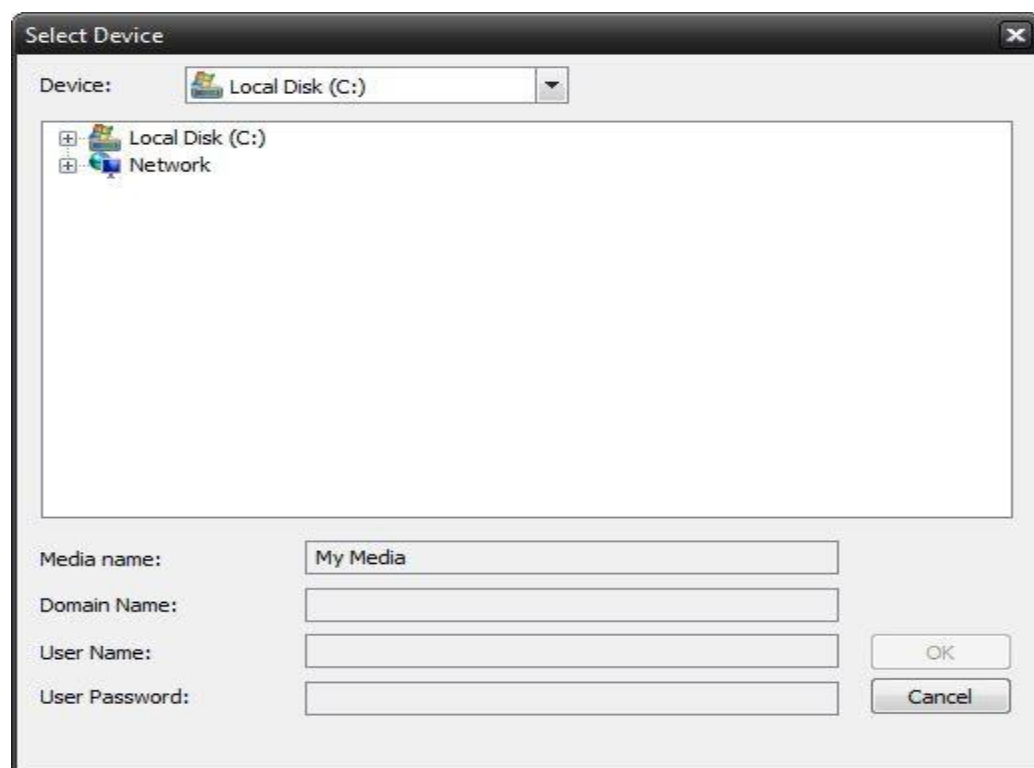 Select Device
Device: Local Disk (C:)
Local Disk (C:)
Network
Media name: My Media
Domain Name:
User Name: OK
User Password: Cancel